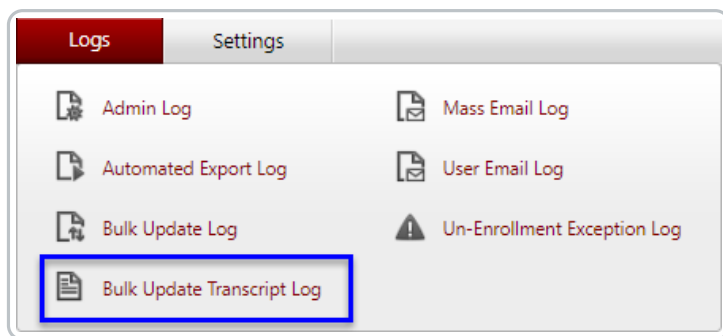 Logs Settings
Admin Log
Mass Email Log
Automated Export Log
User Email Log
Bulk Update Log
Un-Enrollment Exception Log
Bulk Update Transcript Log